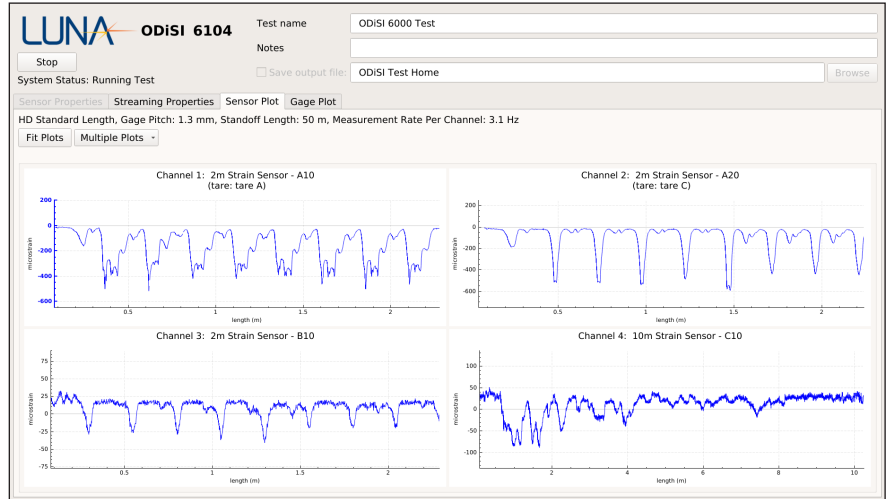 LUNA ODiSI 6104
Test name
ODiSI 6000 Test
Notes
Stop
Save output file:
ODiSI Test Home
Browse
System Status: Running Test
Sensor Properties Streaming Properties Sensor Plot Gage Plot
HD Standard Length, Gage Pitch: 1.3 mm, Standoff Length: 50 m, Measurement Rate Per Channel: 3.1 Hz
Fit Plots Multiple Plots
Channel 1: 2m Strain Sensor - A10
(tare: tare A)
200
0
-200
-400
-600
microstrain
0.5 1 1.5 2
length (m)
Channel 2: 2m Strain Sensor - A20
(tare: tare C)
200
0
-200
-400
-600
microstrain
0.5 1 1.5 2
length (m)
Channel 3: 2m Strain Sensor - B10
75
50
25
0
-25
-50
-75
microstrain
0.5 1 1.5 2
length (m)
Channel 4: 10m Strain Sensor - C10
100
50
0
-50
-100
microstrain
2 4 6 8 10
length (m)